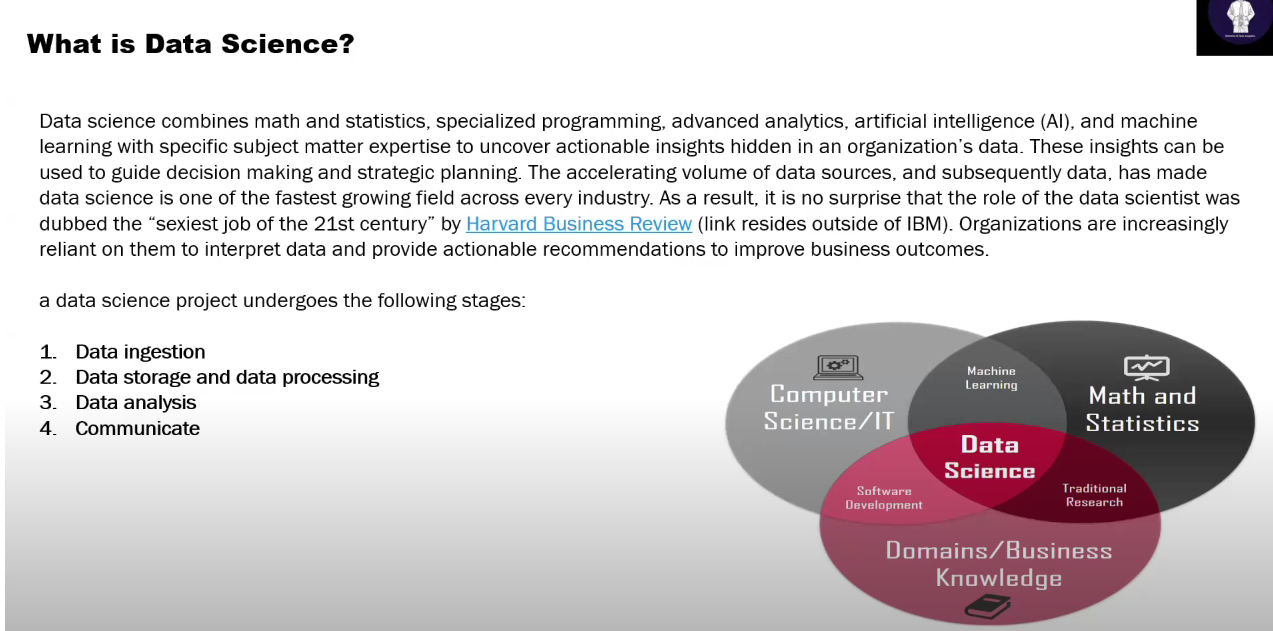 What is Data Science?
Data science combines math and statistics, specialized programming, advanced analytics, artificial intelligence (AI), and machine
learning with specific subject matter expertise to uncover actionable insights hidden in an organization's data. These insights can be
used to guide decision making and strategic planning. The accelerating volume of data sources, and subsequently data, has made
data science is one of the fastest growing field across every industry. As a result, it is no surprise that the role of the data scientist was
dubbed the “sexiest job of the 21st century” by Harvard Business Review (link resides outside of IBM). Organizations are increasingly
reliant on them to interpret data and provide actionable recommendations to improve business outcomes.
a data science project undergoes the following stages:
1. Data ingestion
2. Data storage and data processing
3. Data analysis
4. Communicate
Computer
Science/IT
Machine
Learning
Math and
Statistics
Data
Science
Software
Development
Traditional
Research
Domains/Business
Knowledge